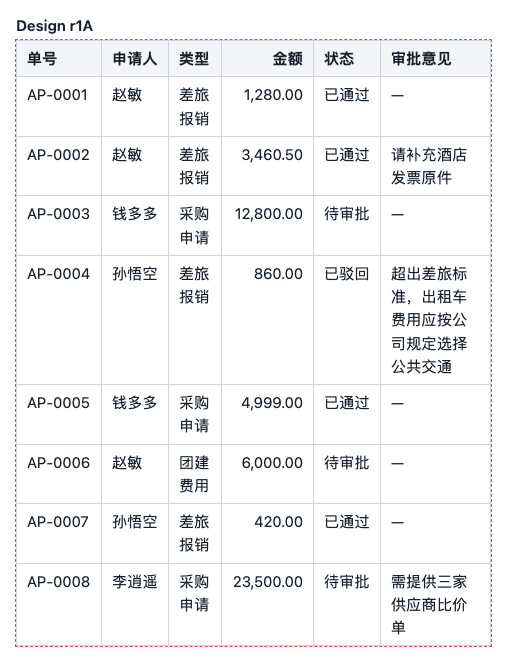 Design r1A
单号 申请人 类型 金额 状态 审批意见
AP-0001 赵敏 差旅 1,280.00 已通过 —
报销
AP-0002 赵敏 差旅 3,460.50 已通过 请补充酒店
报销 发票原件
AP-0003 钱多多 采购 12,800.00 待审批 —
申请
AP-0004 孙悟空 差旅 860.00 已驳回 超出差旅标
报销 准，出租车
费用应按公
司规定选择
公共交通
AP-0005 钱多多 采购 4,999.00 已通过 —
申请
AP-0006 赵敏 团建 6,000.00 待审批 —
费用
AP-0007 孙悟空 差旅 420.00 已通过 —
报销
AP-0008 李逍遥 采购 23,500.00 待审批 需提供三家
申请 供应商比价
单